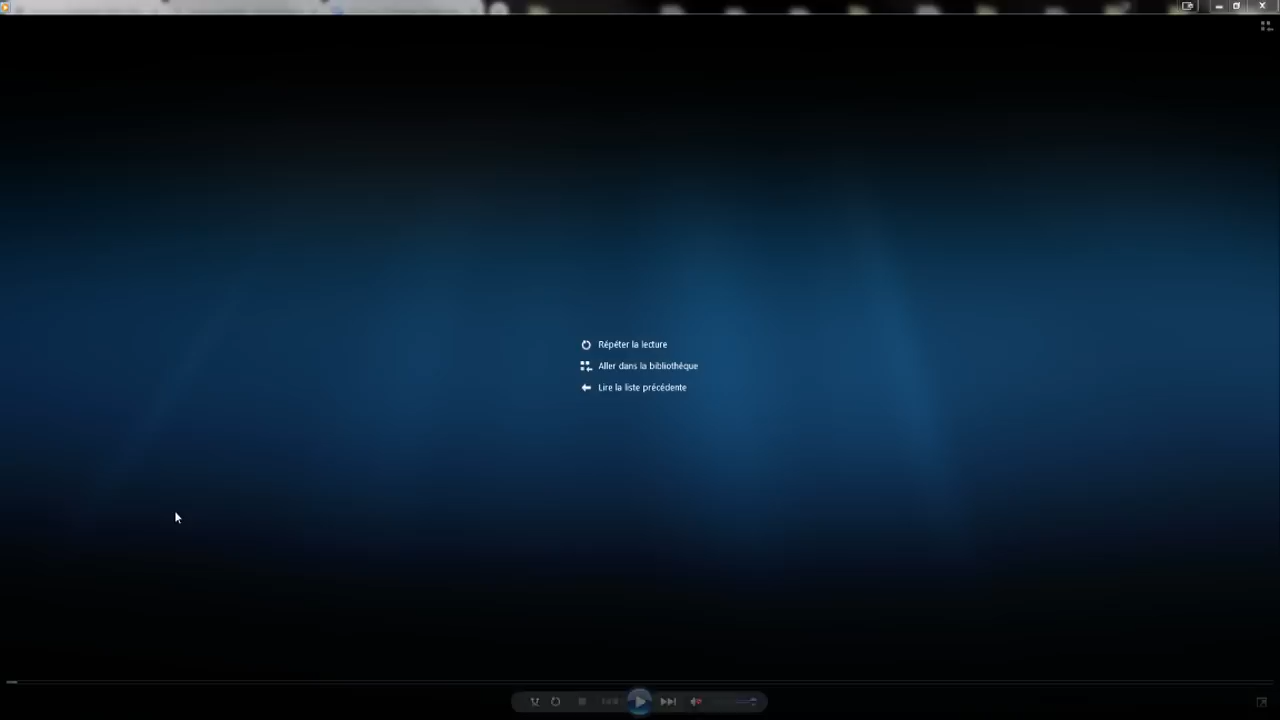 Répéter la lecture
Aller dans la bibliothèque
Lire la liste précédente